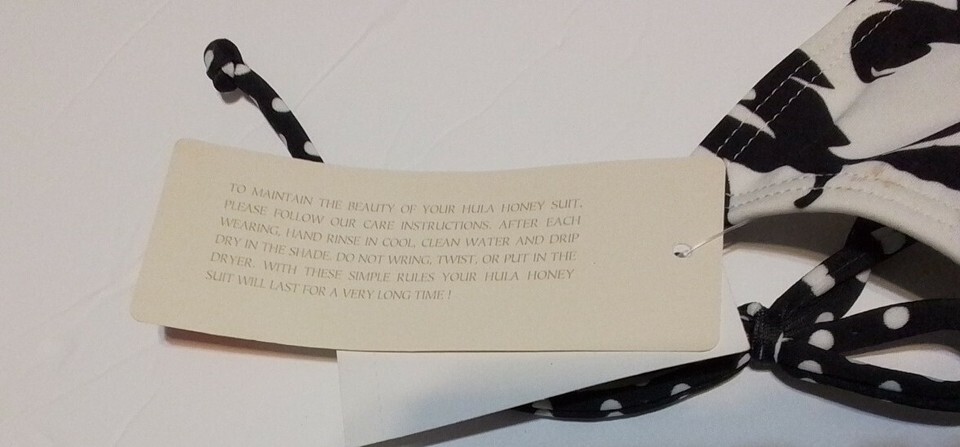 TO MAINTAIN THE BEAUTY OF YOUR HULA HONEY SUIT,
PLEASE FOLLOW OUR CARE INSTRUCTIONS. AFTER EACH
WEARING, HAND RINSE IN COOL, CLEAN WATER AND DRIP
DRY IN THE SHADE. DO NOT WRING, TWIST, OR PUT IN THE
DRYER. WITH THESE SIMPLE RULES YOUR HULA HONEY
SUIT WILL LAST FOR A VERY LONG TIME !